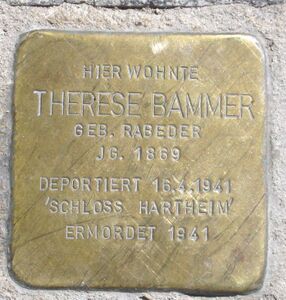 HIER WOHNTE
THERESE BAMMER
GEB. RABEDER
JG. 1869
DEPORTIERT 16.4.1941
'SCHLOSS HARTHEIM'
ERMORDET 1941